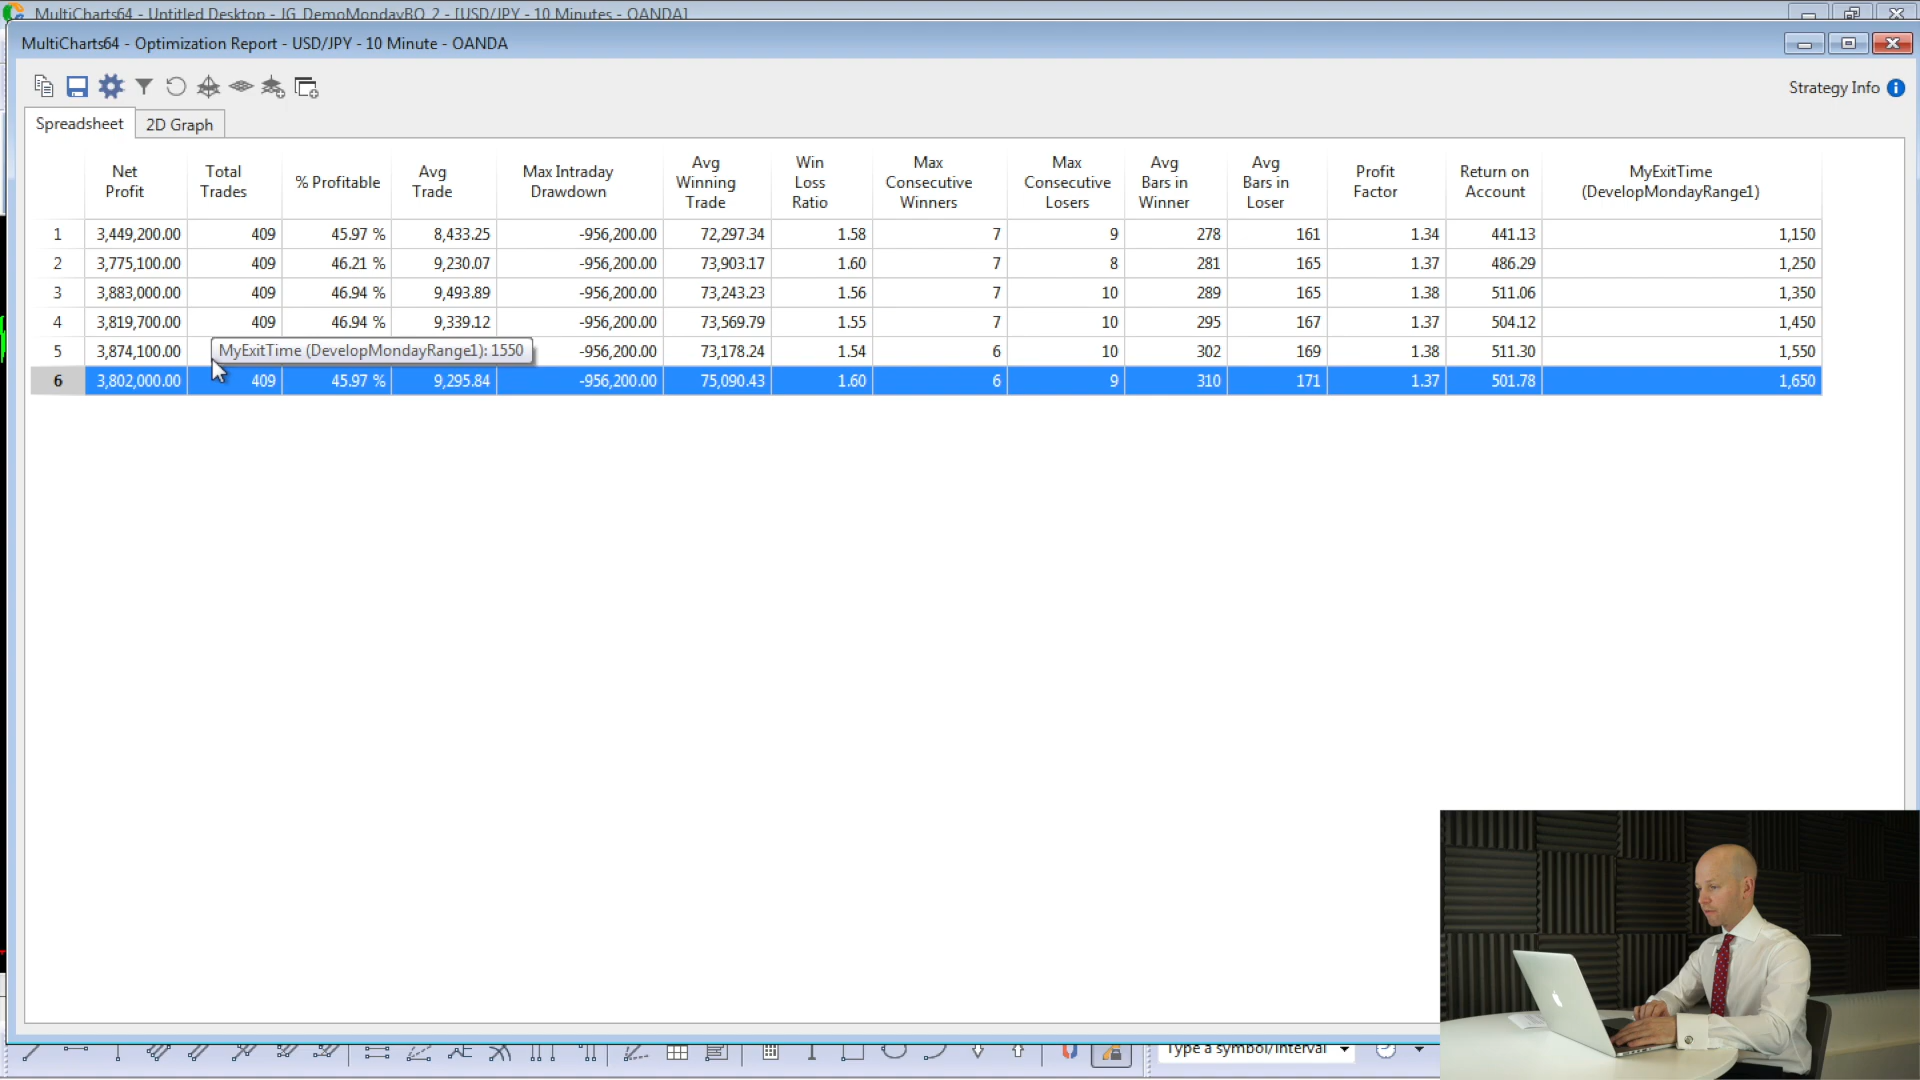 MultiCharts64 - Untitled Desktop - JG_DemoMondayBO_2 - [USD/JPY - 10 Minutes - OANDA]
MultiCharts64 - Optimization Report - USD/JPY - 10 Minute - OANDA
Strategy Info
Spreadsheet 2D Graph
Net Profit Total Trades % Profitable Avg Trade Max Intraday Drawdown Avg Winning Trade Win Loss Ratio Max Consecutive Winners Max Consecutive Losers Avg Bars in Winner Avg Bars in Loser Profit Factor Return on Account MyExitTime (DevelopMondayRange1)
1 3,449,200.00 409 45.97 % 8,433.25 -956,200.00 72,297.34 1.58 7 9 278 161 1.34 441.13 1,150
2 3,775,100.00 409 46.21 % 9,230.07 -956,200.00 73,903.17 1.60 7 8 281 165 1.37 486.29 1,250
3 3,883,000.00 409 46.94 % 9,493.89 -956,200.00 73,243.23 1.56 7 10 289 165 1.38 511.06 1,350
4 3,819,700.00 409 46.94 % 9,339.12 -956,200.00 73,569.79 1.55 7 10 295 167 1.37 504.12 1,450
5 3,874,100.00 MyExitTime (DevelopMondayRange1): 1550 -956,200.00 73,178.24 1.54 6 10 302 169 1.38 511.30 1,550
6 3,802,000.00 409 45.97 % 9,295.84 -956,200.00 75,090.43 1.60 6 9 310 171 1.37 501.78 1,650
Type a symbol/interval